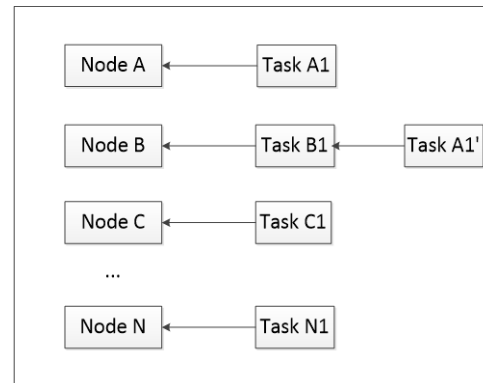 Node A Task A1
Node B Task B1 Task A1'
Node C Task C1
...
Node N Task N1